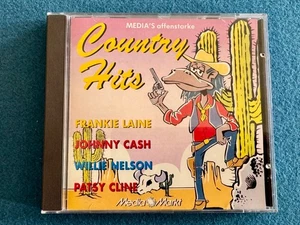 MEDIA'S affenstarke
Country
Hits
FRANKIE LAINE
JOHNNY CASH
WILLIE NELSON
PATSY CLINE
Media Markt